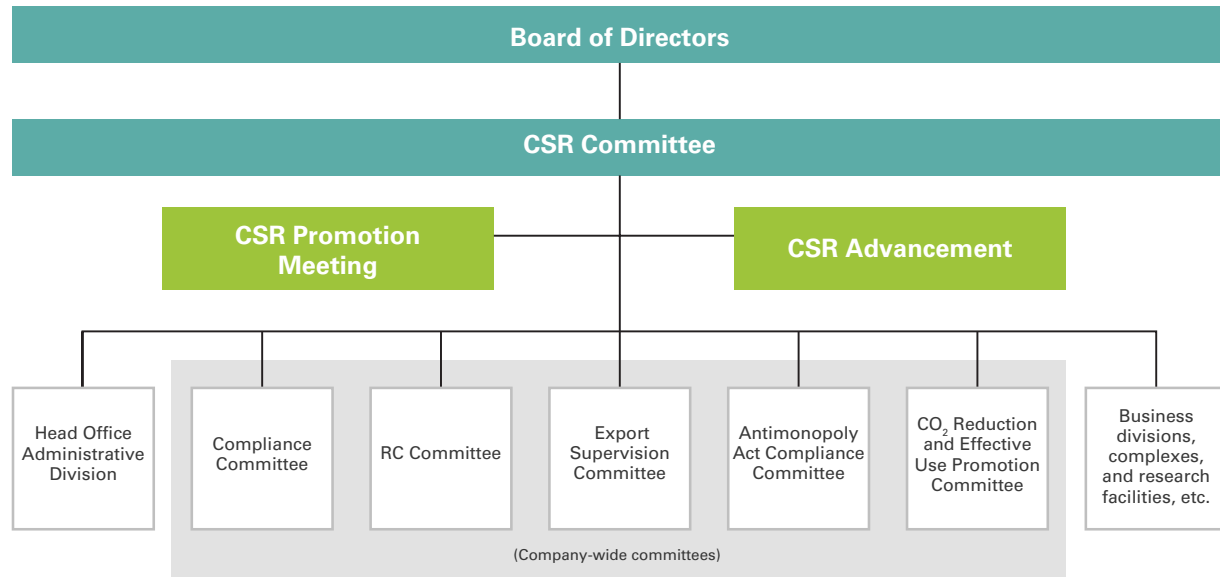 Board of Directors
CSR Committee
CSR Promotion
Meeting
CSR Advancement
Head Office
Administrative
Division
Compliance
Committee
RC Committee
Export
Supervision
Committee
Antimonopoly
Act Compliance
Committee
CO₂ Reduction
and Effective
Use Promotion
Committee
Business
divisions,
complexes,
and research
facilities, etc.
(Company-wide committees)